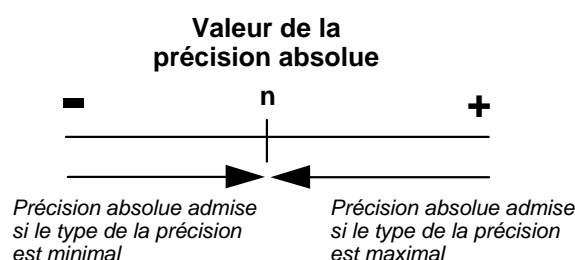 Valeur de la
précision absolue
- n +
Précision absolue admise
si le type de la précision
est minimal
Précision absolue admise
si le type de la précision
est maximal